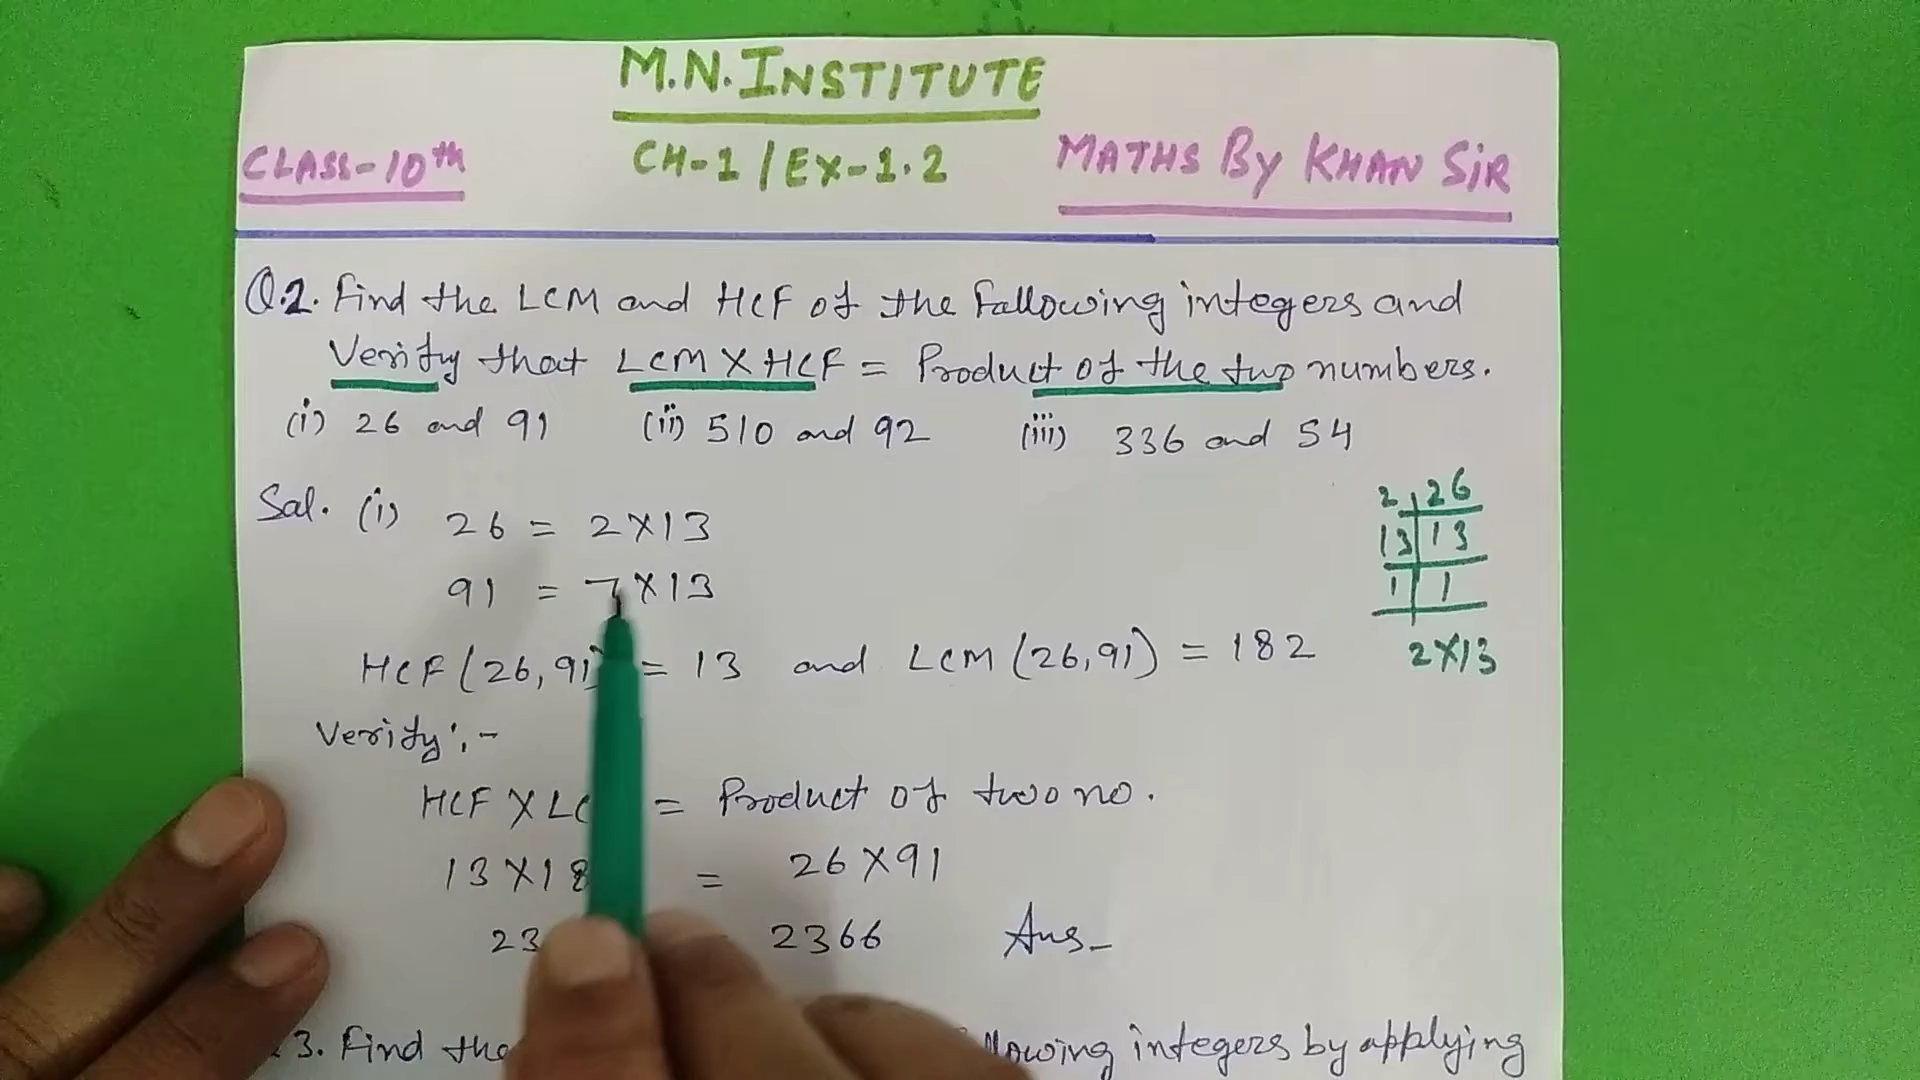 M.N. INSTITUTE
CLASS-10th CH-1 / EX-1.2 MATHS By KHAN SiR
Q.2. Find the LCM and HCF of the Fallowing integers and
Verify that LCM X HCF = Product of the two numbers.
(i) 26 and 91 (ii) 510 and 92 (iii) 336 and 54
Sal. (i) 26 = 2X13
91 = 7X13
HCF (26,91) = 13 and LCM (26,91) = 182
Verify:-
HCF X LC = Product of two no.
13 X 18 = 26 X 91
23 = 2366 Ans-
3. Find the llowing integers by applying
2 26
13 13
1 1
2X13